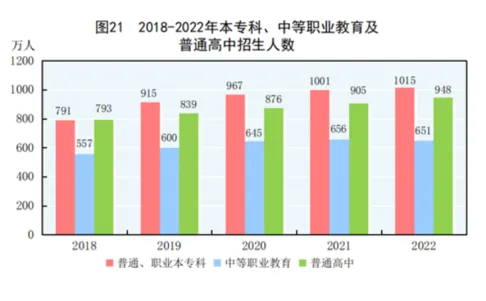 图21 2018-2022年本专科、中等职业教育及
普通高中招生人数
万人
1200
1000
800
600
400
200
0
791 557 793
915 600 839
967 645 876
1001 656 905
1015 651 948
2018 2019 2020 2021 2022
普通、职业本专科 中等职业教育 普通高中